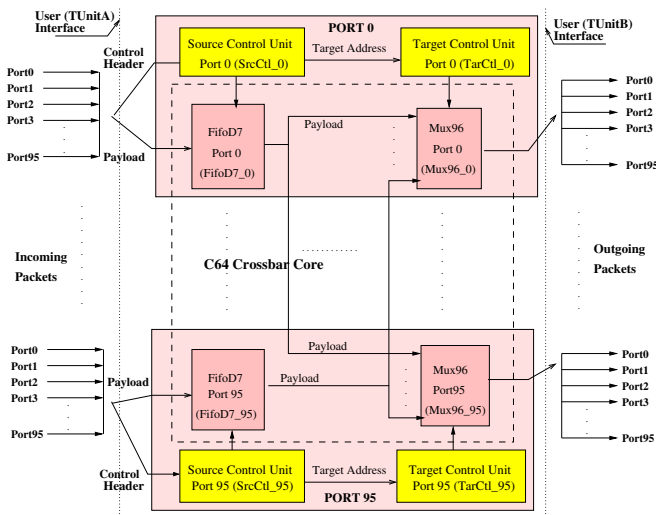 User (TUnitA)
Interface
PORT 0
User (TUnitB)
Interface
Control
Header
Source Control Unit
Port 0 (SrcCtl_0)
Target Address
Target Control Unit
Port 0 (TarCtl_0)
Port0
Port1
Port2
Port3
Port95
Payload
FifoD7
Port 0
(FifoD7_0)
Payload
Mux96
Port 0
(Mux96_0)
Port0
Port1
Port2
Port3
Port95
Incoming
Packets
C64 Crossbar Core
Outgoing
Packets
Port0
Port1
Port2
Port3
Port95
Payload
FifoD7
Port 95
(FifoD7_95)
Payload
Payload
Mux96
Port95
(Mux96_95)
Port0
Port1
Port2
Port3
Port95
Control
Header
Source Control Unit
Port 95 (SrcCtl_95)
Target Address
Target Control Unit
Port 95 (TarCtl_95)
PORT 95